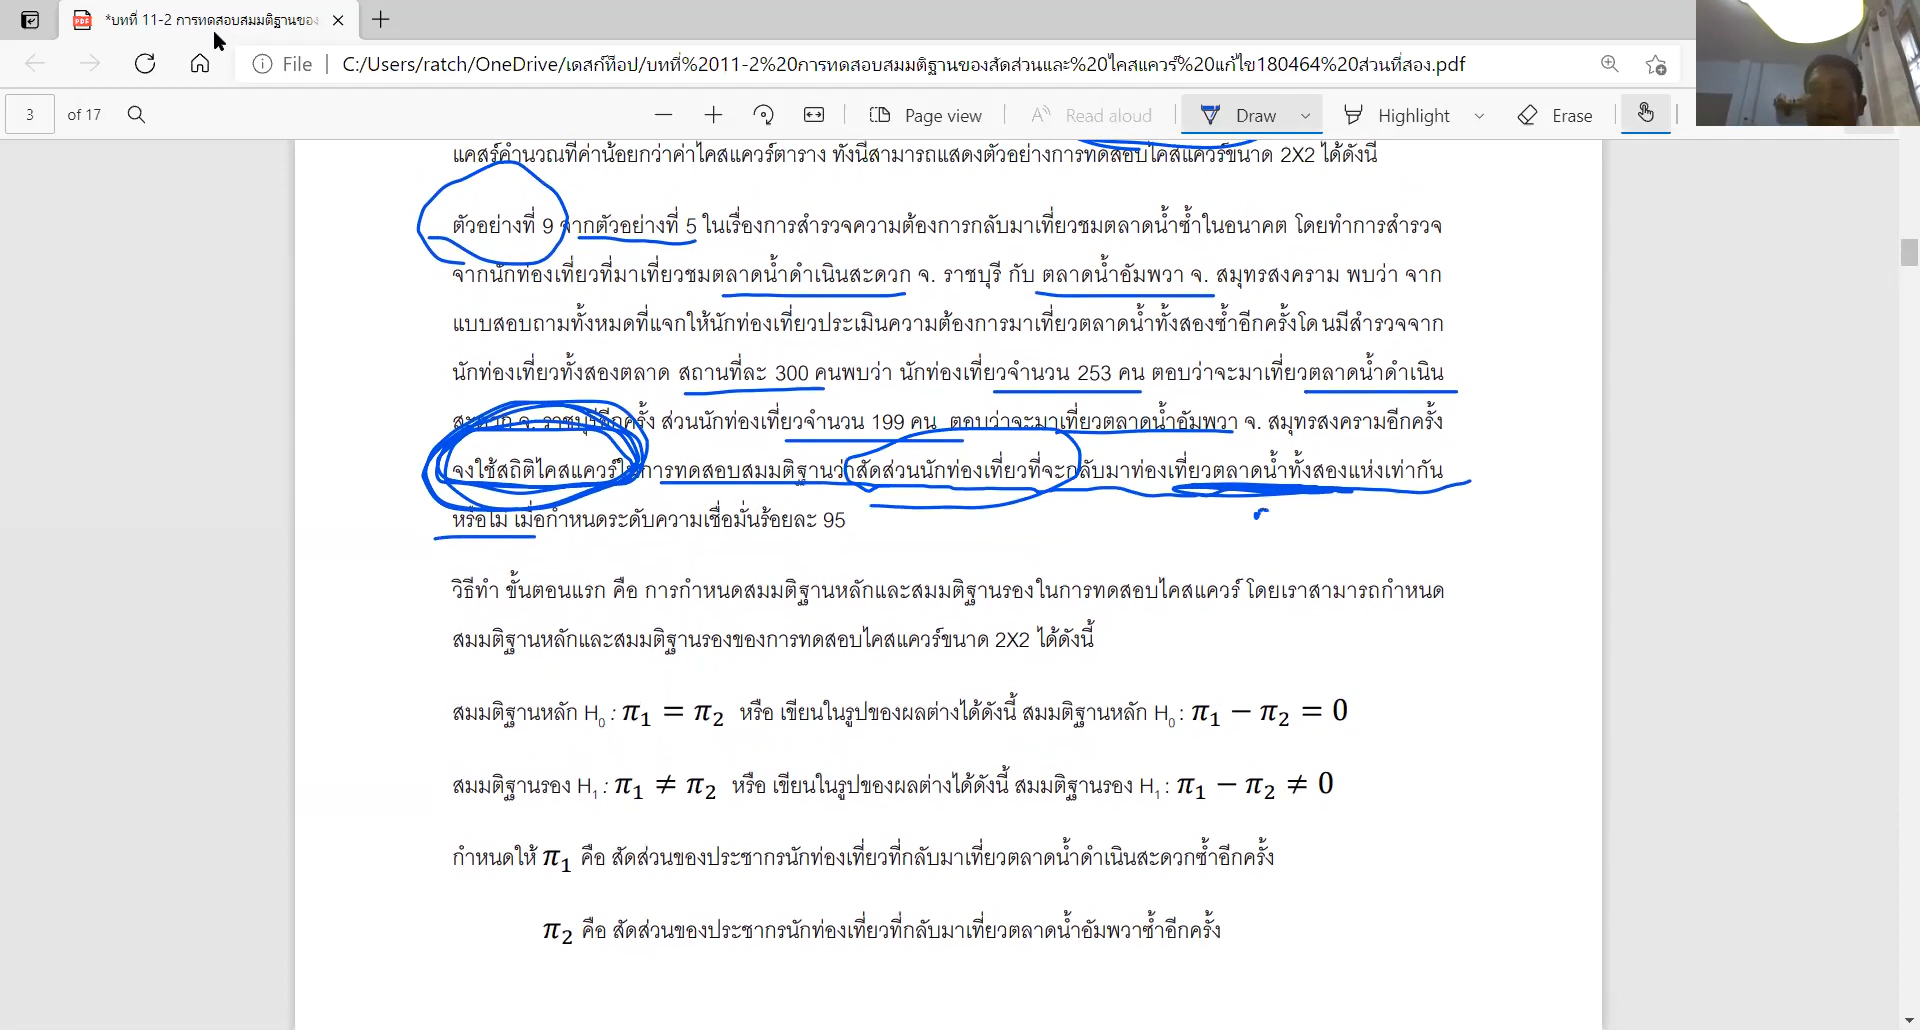 *บทที่ 11-2 การทดสอบสมมติฐานของ
File
C:/Users/ratch/OneDrive/เดสก์ท็อป/บทที่%2011-2%20การทดสอบสมมติฐานของสัดส่วนและ%20ไคสแควร์%20แก้ไข180464%20ส่วนที่สอง.pdf
3 of 17 Page view Read aloud Draw Highlight Erase
แคสร์คำนวณที่ค่าน้อยกว่าค่าไคสแควร์ตาราง ทั้งนี้สามารถแสดงตัวอย่างการทดสอบไคสแควร์ขนาด 2X2 ได้ดังนี้
ตัวอย่างที่ 9 จากตัวอย่างที่ 5 ในเรื่องการสำรวจความต้องการกลับมาเที่ยวชมตลาดน้ำซ้ำในอนาคต โดยทำการสำรวจ
จากนักท่องเที่ยวที่มาเที่ยวชมตลาดน้ำดำเนินสะดวก จ. ราชบุรี กับ ตลาดน้ำอัมพวา จ. สมุทรสงคราม พบว่า จาก
แบบสอบถามทั้งหมดที่แจกให้นักท่องเที่ยวประเมินความต้องการมาเที่ยวตลาดน้ำทั้งสองซ้ำอีกครั้งโดนมีสำรวจจาก
นักท่องเที่ยวทั้งสองตลาด สถานที่ละ 300 คนพบว่า นักท่องเที่ยวจำนวน 253 คน ตอบว่าจะมาเที่ยวตลาดน้ำดำเนิน
สะดวก จ. ราชบุรีอีกครั้ง ส่วนนักท่องเที่ยวจำนวน 199 คน ตอบว่าจะมาเที่ยวตลาดน้ำอัมพวา จ. สมุทรสงครามอีกครั้ง
จงใช้สถิติไคสแควร์ในการทดสอบสมมติฐานว่าสัดส่วนนักท่องเที่ยวที่จะกลับมาท่องเที่ยวตลาดน้ำทั้งสองแห่งเท่ากัน
หรือไม่ เมื่อกำหนดระดับความเชื่อมั่นร้อยละ 95
วิธีทำ ขั้นตอนแรก คือ การกำหนดสมมติฐานหลักและสมมติฐานรองในการทดสอบไคสแควร์ โดยเราสามารถกำหนด
สมมติฐานหลักและสมมติฐานรองของการทดสอบไคสแควร์ขนาด 2X2 ได้ดังนี้
สมมติฐานหลัก H₀ : π₁ = π₂ หรือ เขียนในรูปของผลต่างได้ดังนี้ สมมติฐานหลัก H₀ : π₁ − π₂ = 0
สมมติฐานรอง H₁ : π₁ ≠ π₂ หรือ เขียนในรูปของผลต่างได้ดังนี้ สมมติฐานรอง H₁ : π₁ − π₂ ≠ 0
กำหนดให้ π₁ คือ สัดส่วนของประชากรนักท่องเที่ยวที่กลับมาเที่ยวตลาดน้ำดำเนินสะดวกซ้ำอีกครั้ง
π₂ คือ สัดส่วนของประชากรนักท่องเที่ยวที่กลับมาเที่ยวตลาดน้ำอัมพวาซ้ำอีกครั้ง